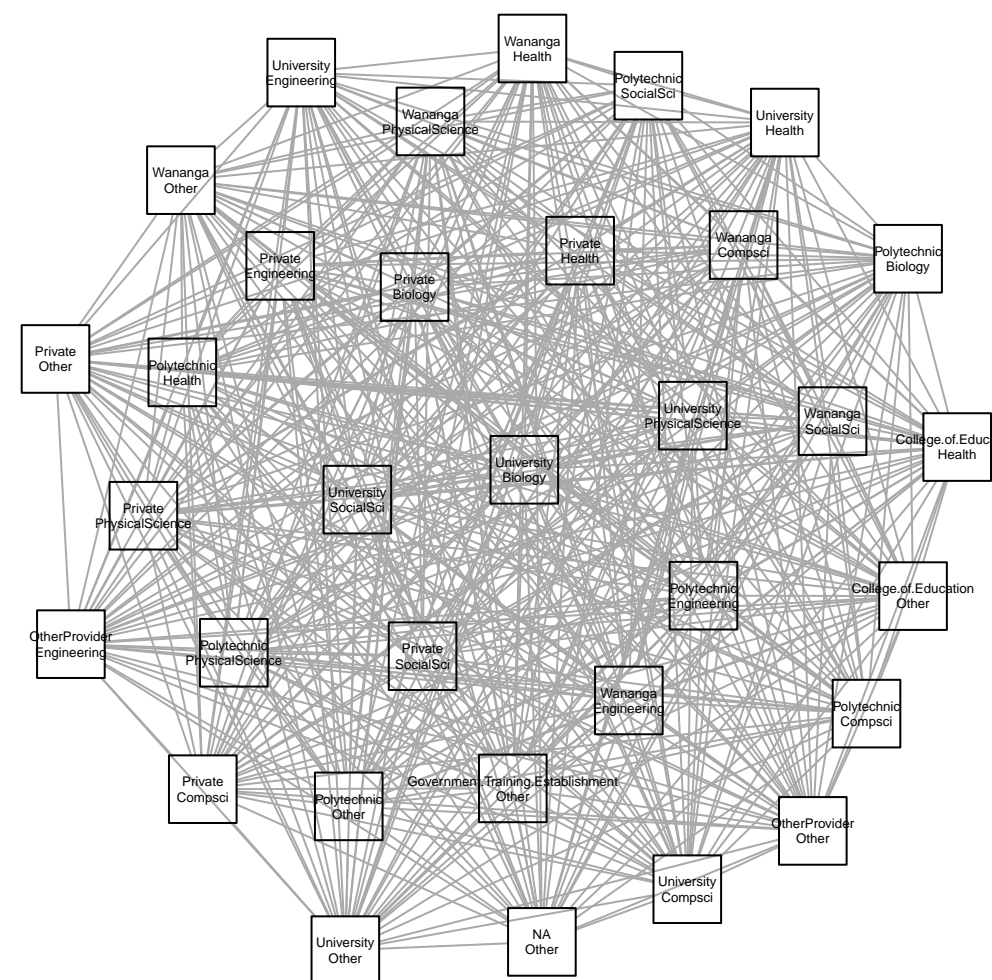 Wananga
Health
University
Engineering
Polytechnic
SocialSci
Wananga
PhysicalScience
University
Health
Wananga
Other
Private
Health
Wananga
Compsci
Polytechnic
Biology
Private
Engineering
Private
Biology
Private
Other
Polytechnic
Health
University
PhysicalScience
Wananga
SocialSci
College.of.Educ
Health
University
Biology
University
SocialSci
Private
PhysicalScience
Polytechnic
Engineering
College.of.Education
Other
OtherProvider
Engineering
Polytechnic
PhysicalScience
Private
SocialSci
Wananga
Engineering
Polytechnic
Compsci
Private
Compsci
Polytechnic
Other
Government.Training.Establishment
Other
OtherProvider
Other
University
Compsci
University
Other
NA
Other